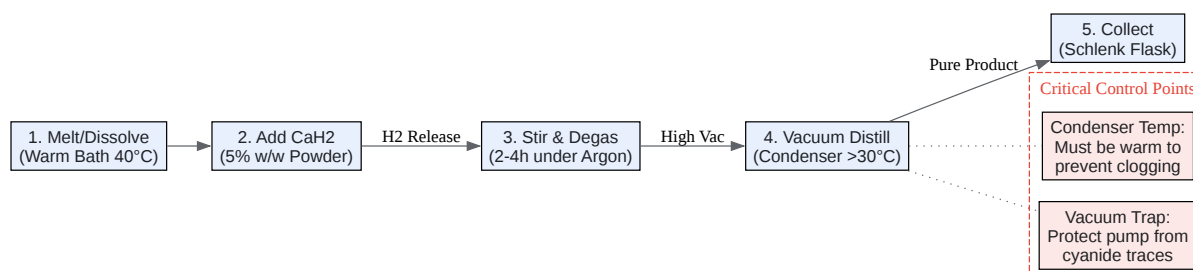 1. Melt/Dissolve
(Warm Bath 40°C)
2. Add CaH2
(5% w/w Powder)
H2 Release
3. Stir & Degas
(2-4h under Argon)
High Vac
4. Vacuum Distill
(Condenser >30°C)
Pure Product
5. Collect
(Schlenk Flask)
Critical Control Points
Condenser Temp:
Must be warm to
prevent clogging
Vacuum Trap:
Protect pump from
cyanide traces